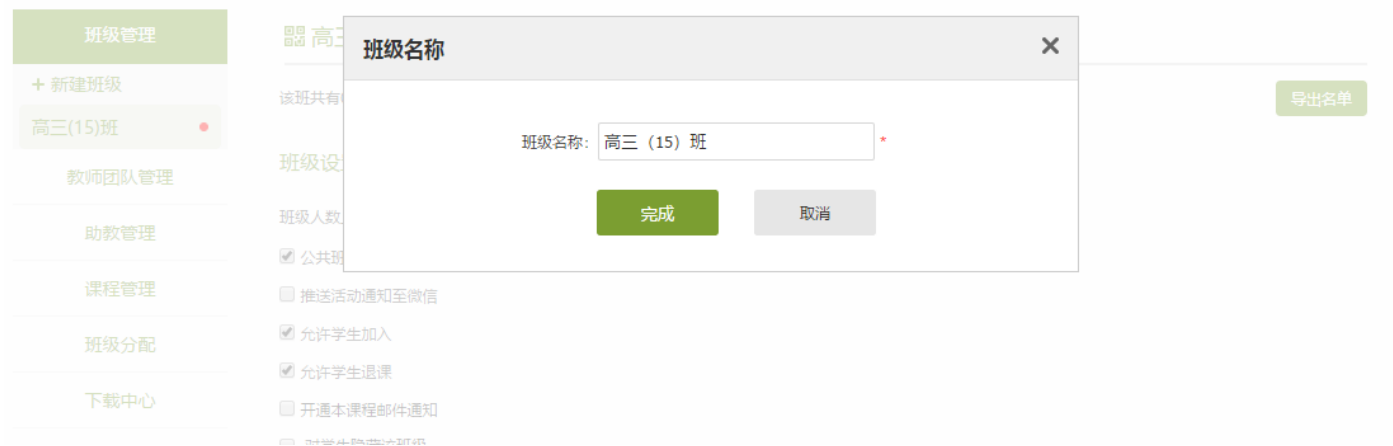 班级管理
+ 新建班级
高三(15)班
教师团队管理
助教管理
课程管理
班级分配
下载中心
高三
班级名称
该班共有
导出名单
班级名称: 高三（15）班 *
完成 取消
班级设
班级人数
公共班
推送活动通知至微信
允许学生加入
允许学生退课
开通本课程邮件通知